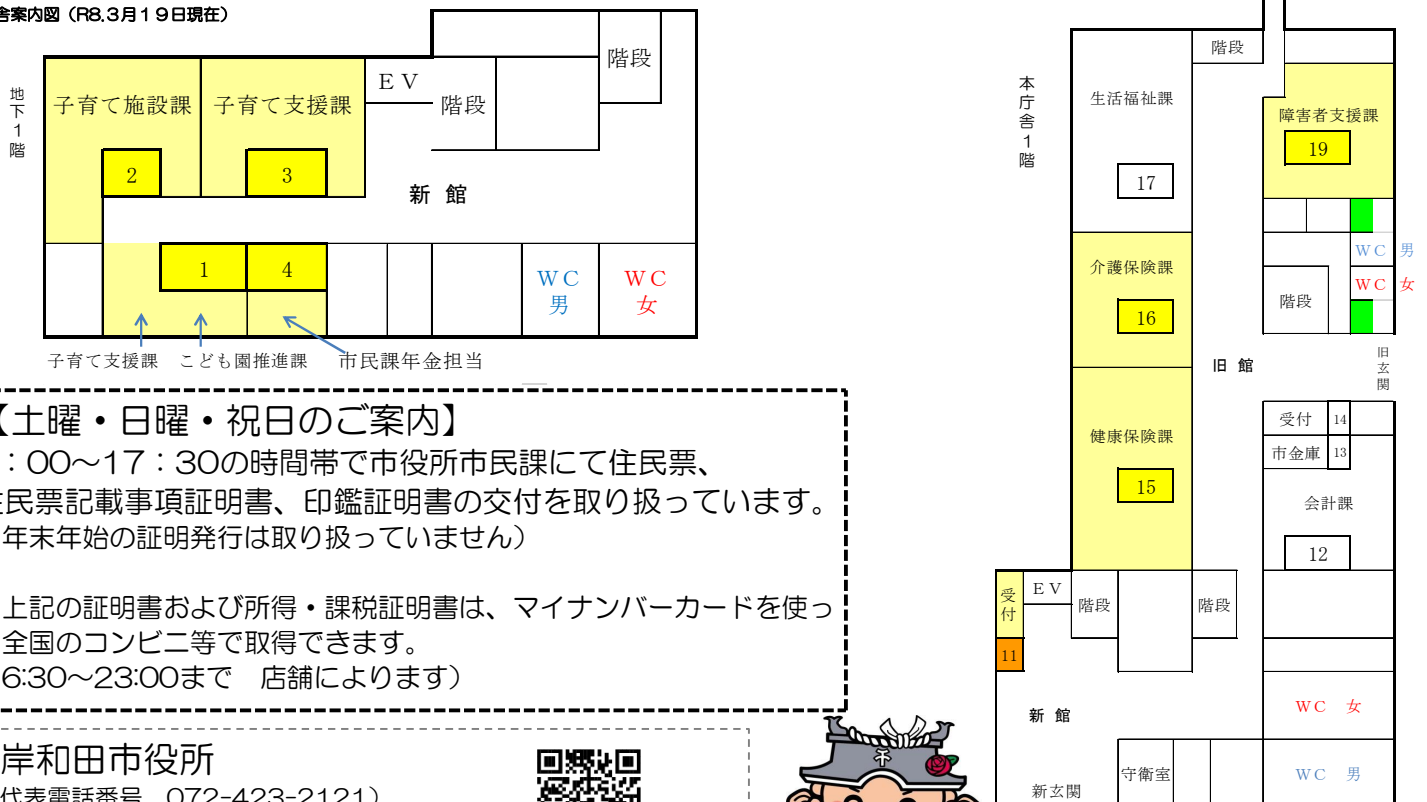 舎案内図（R8.3月19日現在）
地下1階
子育て施設課
子育て支援課
EV
階段
階段
2
3
新 館
1
4
WC
男
WC
女
子育て支援課
こども園推進課
市民課年金担当
【土曜・日曜・祝日のご案内】
：00～17：30の時間帯で市役所市民課にて住民票、
住民票記載事項証明書、印鑑証明書の交付を取り扱っています。
年末年始の証明発行は取り扱っていません）
上記の証明書および所得・課税証明書は、マイナンバーカードを使っ
全国のコンビニ等で取得できます。
6:30～23:00まで　店舗によります）
岸和田市役所
代表電話番号　072-423-2121）
本庁舎1階
階段
生活福祉課
17
障害者支援課
19
WC 男
WC 女
階段
介護保険課
16
旧 館
旧玄関
健康保険課
15
受付 14
市金庫 13
会計課
12
受付
EV
階段
階段
11
新 館
WC 女
守衛室
WC 男
新玄関